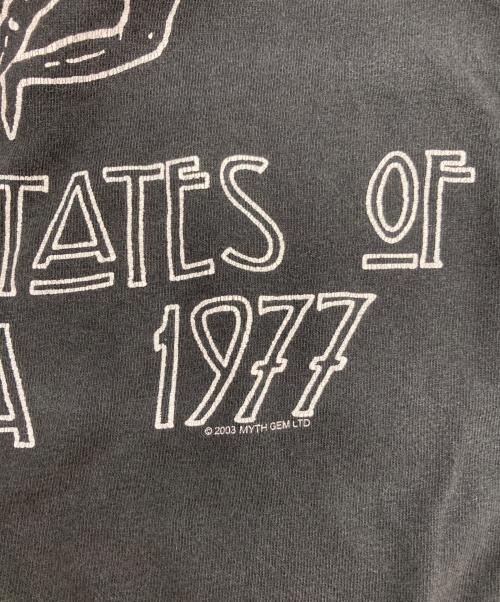 TATES OF
A 1977
© 2003 MYTH GEM LTD